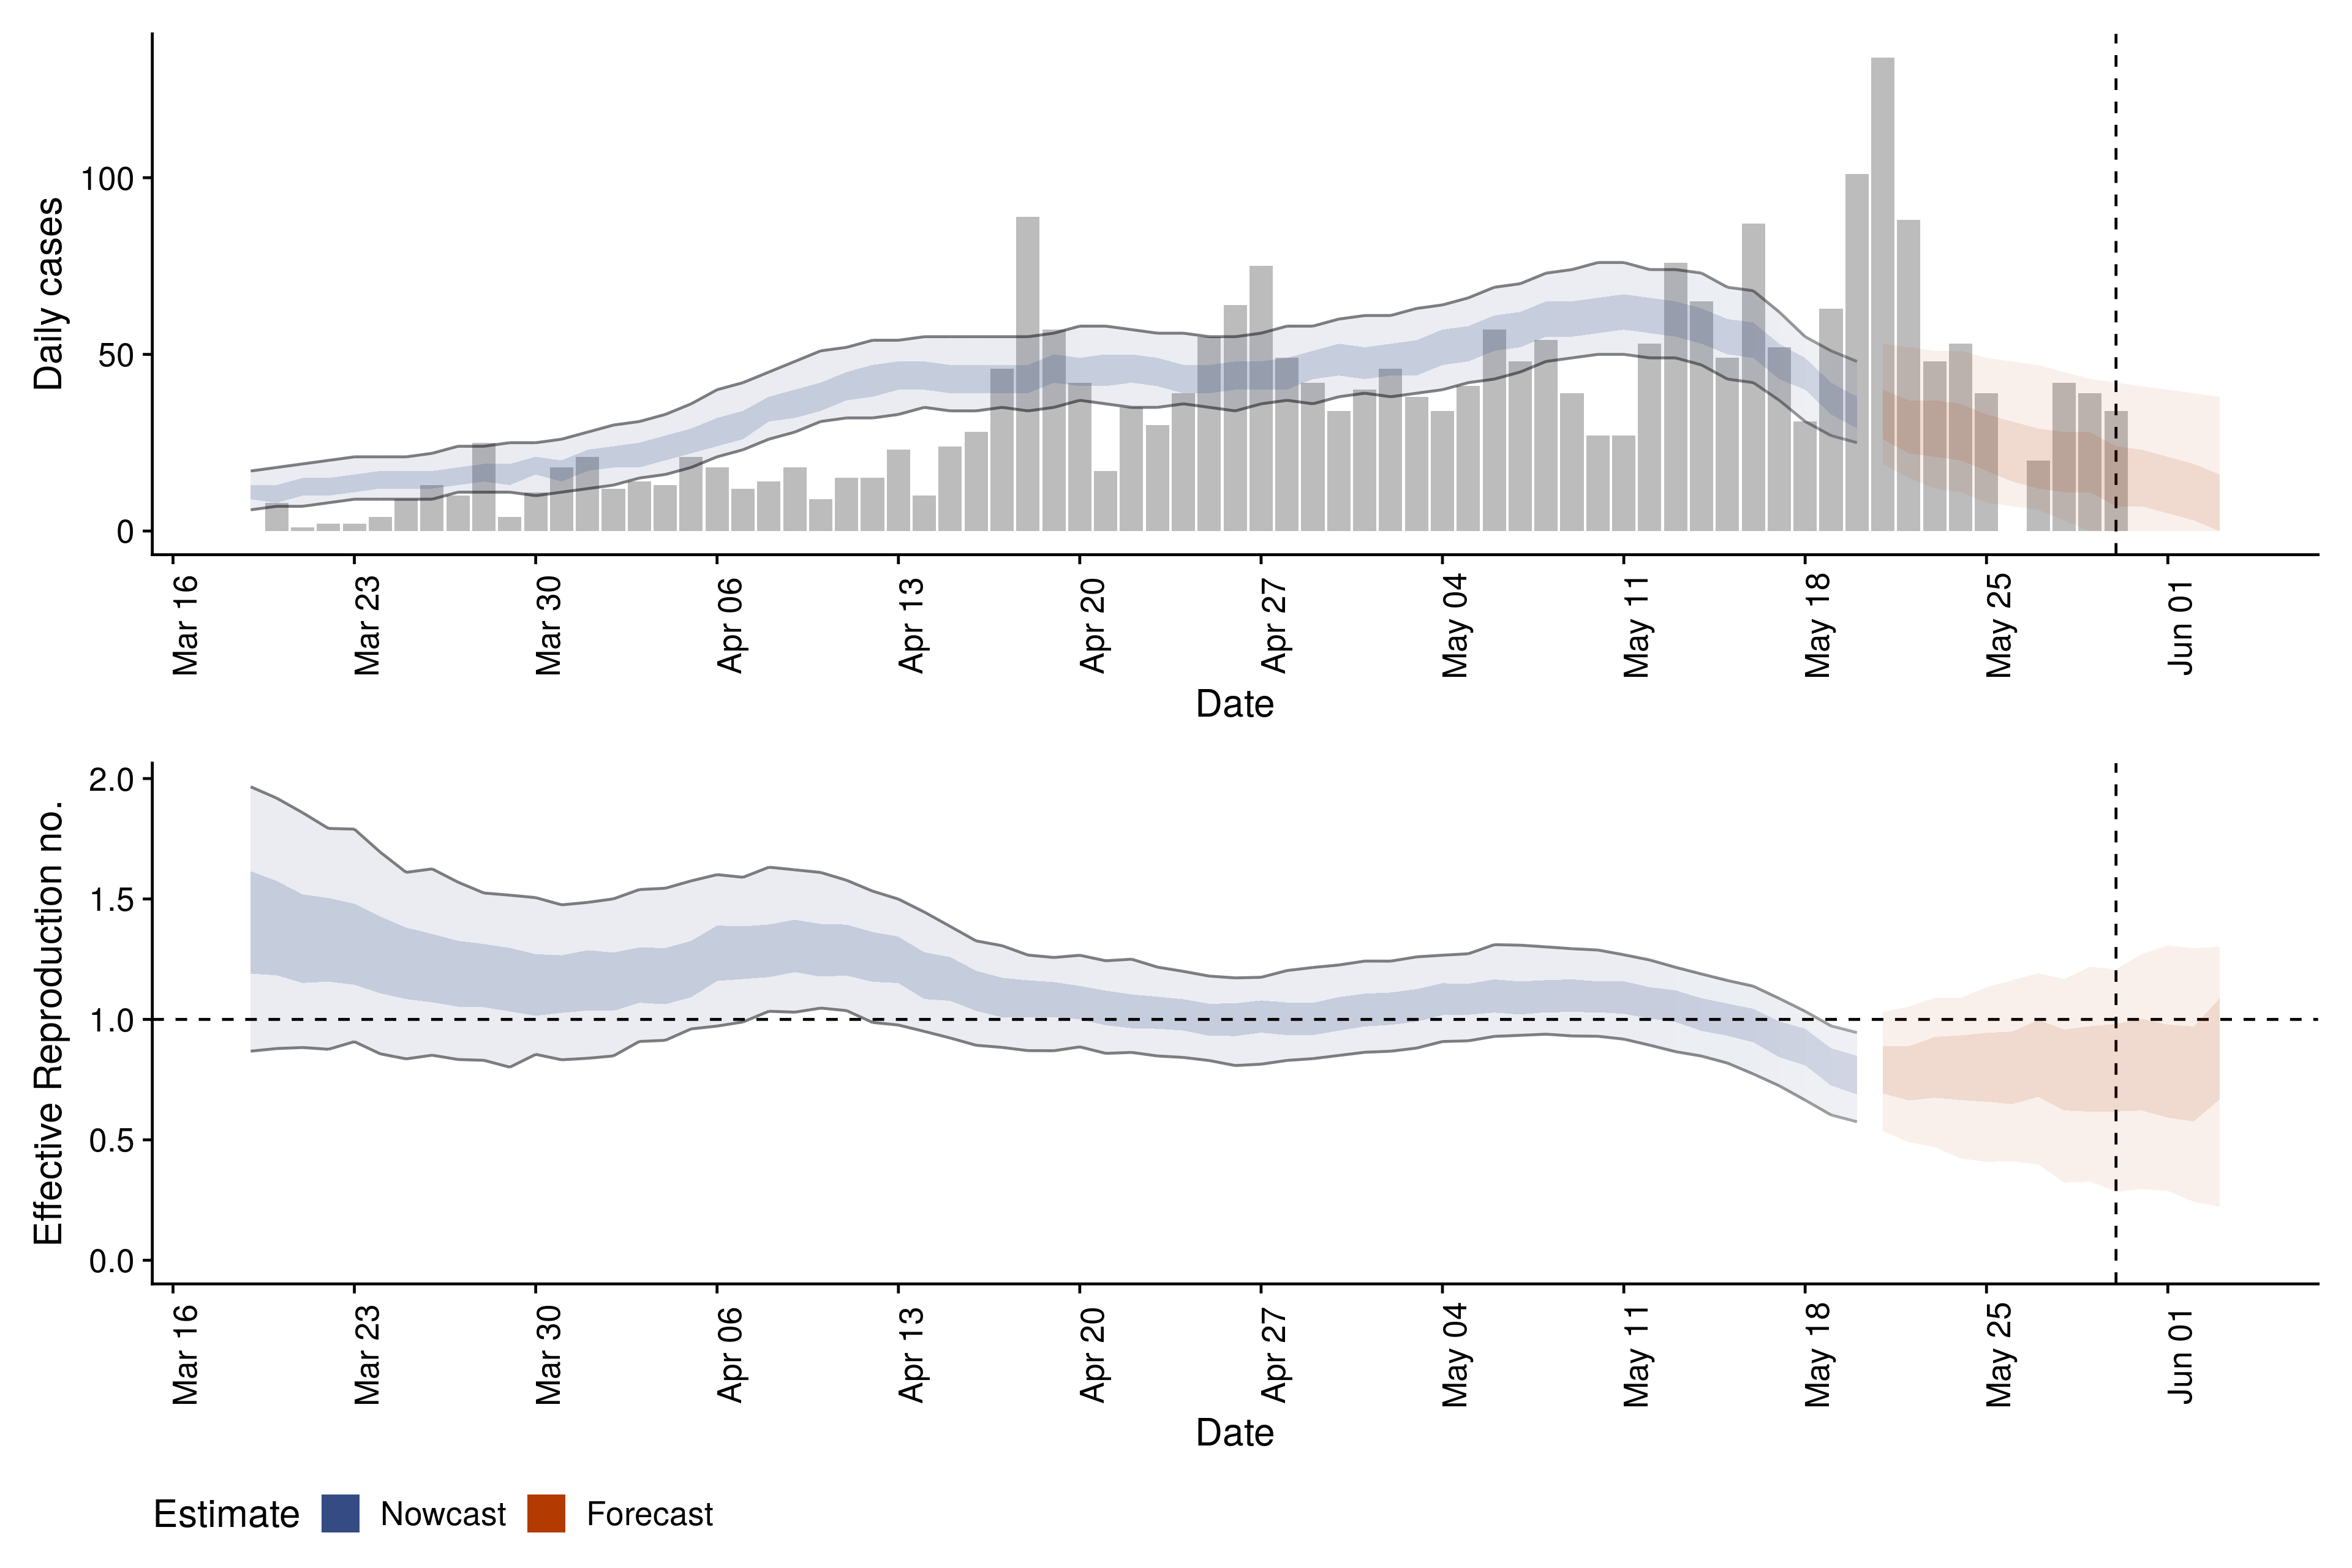 Daily cases
100
50
0
Mar 16
Mar 23
Mar 30
Apr 06
Apr 13
Apr 20
Apr 27
May 04
May 11
May 18
May 25
Jun 01
Date
Effective Reproduction no.
2.0
1.5
1.0
0.5
0.0
Mar 16
Mar 23
Mar 30
Apr 06
Apr 13
Apr 20
Apr 27
May 04
May 11
May 18
May 25
Jun 01
Date
Estimate Nowcast Forecast